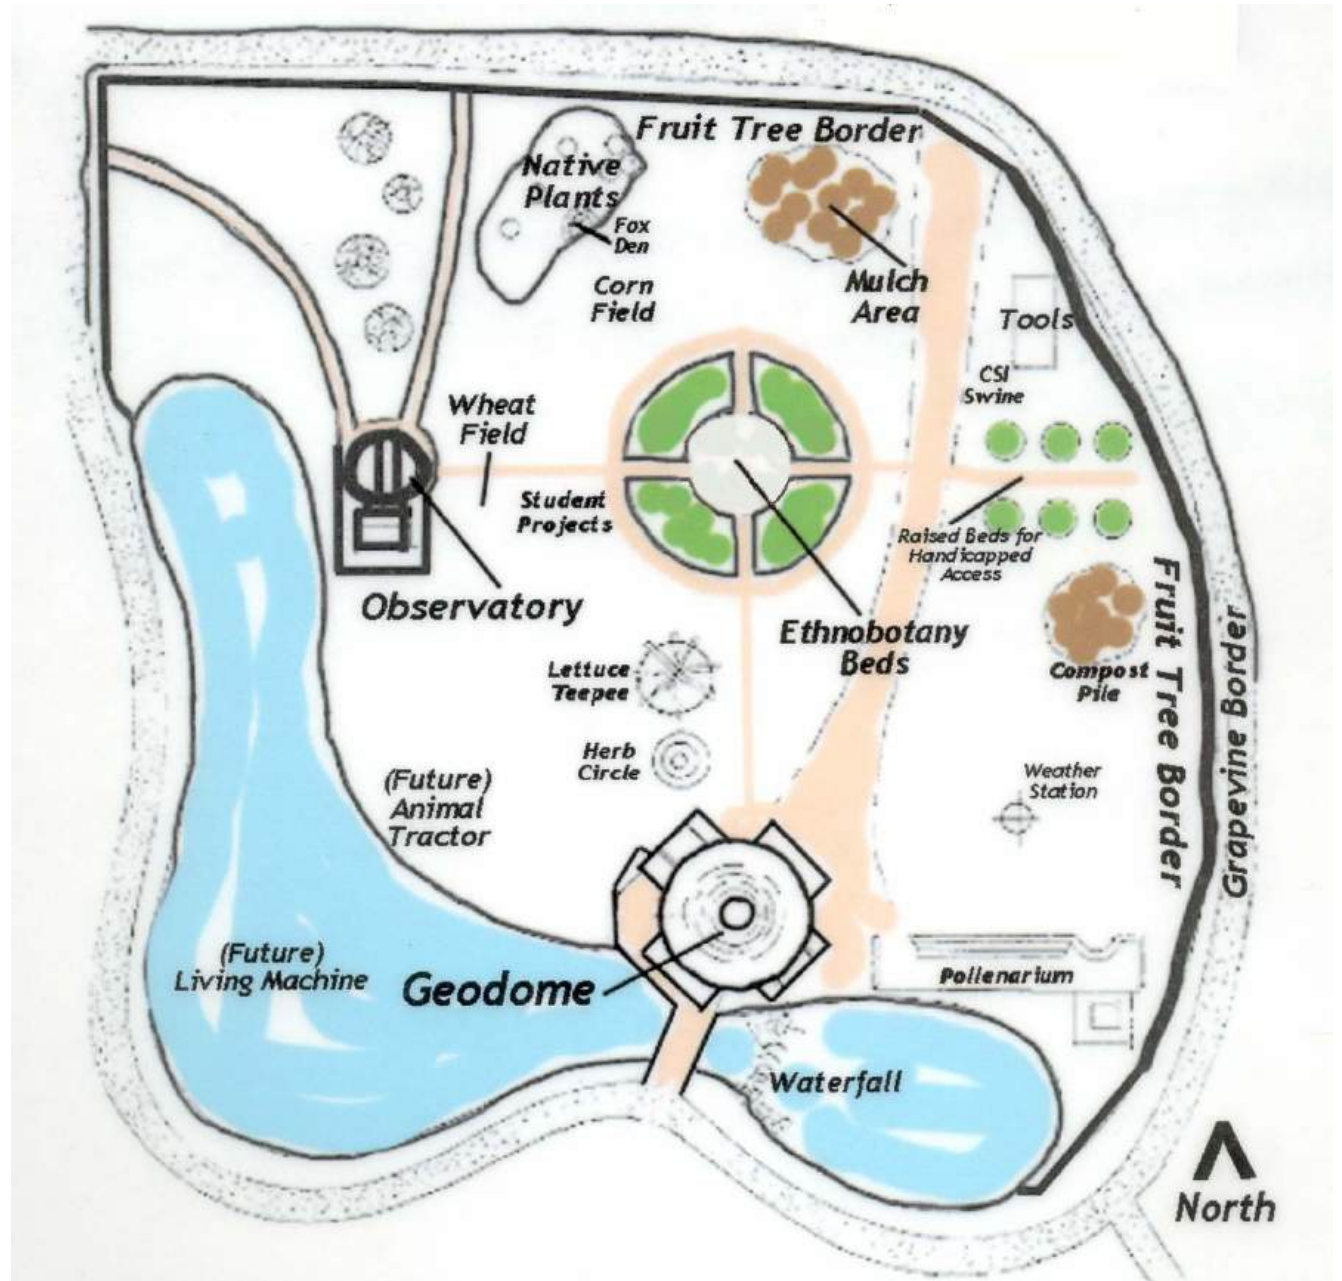 Fruit Tree Border
Native
Plants
Fox
Den
Corn
Field
Mulch
Area
Tools
CSI
Swine
Wheat
Field
Student
Projects
Raised Beds for
Handicapped
Access
Observatory
Ethnobotany
Beds
Lettuce
Teepee
Compost
Pile
Fruit Tree Border
Grapevine Border
Herb
Circle
(Future)
Animal
Tractor
Weather
Station
(Future)
Living Machine
Geodome
Pollenarium
Waterfall
North